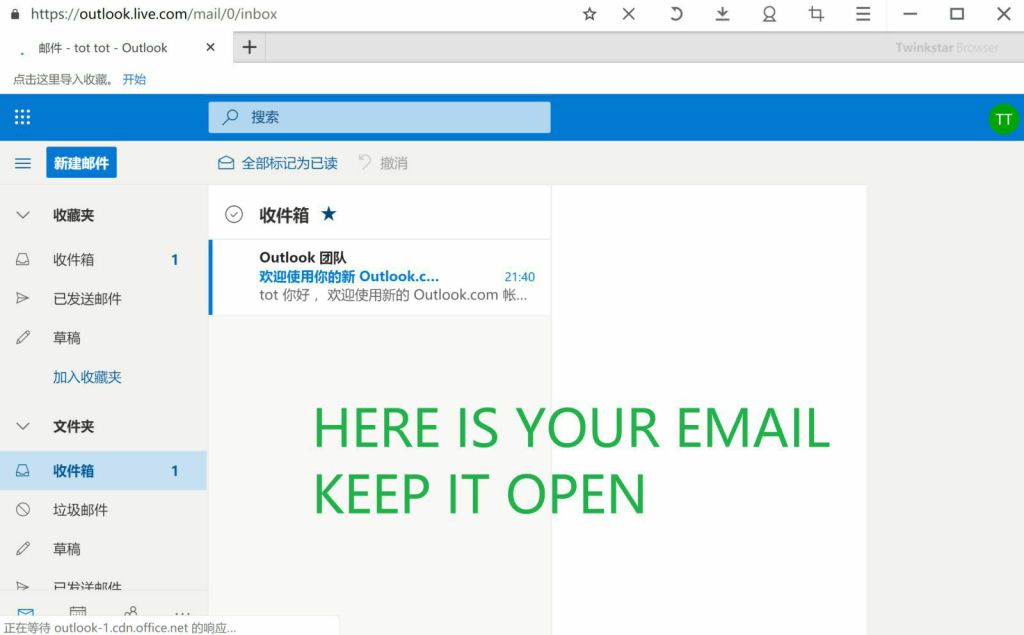 https://outlook.live.com/mail/0/inbox
邮件 - tot tot - Outlook
Twinkstar Browser
点击这里导入收藏。 开始
搜索
TT
新建邮件
全部标记为已读 撤消
收藏夹
收件箱 1
已发送邮件
草稿
加入收藏夹
文件夹
收件箱 1
垃圾邮件
草稿
已发送邮件
收件箱
Outlook 团队
欢迎使用你的新 Outlook.c... 21:40
tot 你好 ，欢迎使用新的 Outlook.com 帐...
HERE IS YOUR EMAIL
KEEP IT OPEN
正在等待 outlook-1.cdn.office.net 的响应...